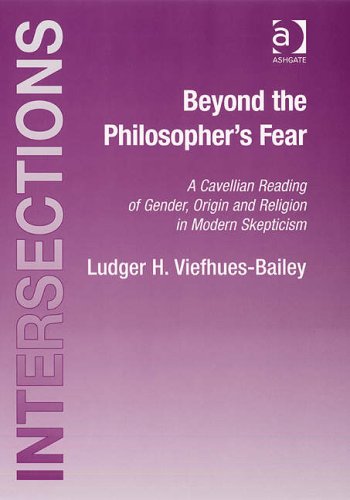 a
ASHGATE
INTERSECTIONS
Beyond the
Philosopher's Fear
A Cavellian Reading
of Gender, Origin and Religion
in Modern Skepticism
Ludger H. Viefhues-Bailey